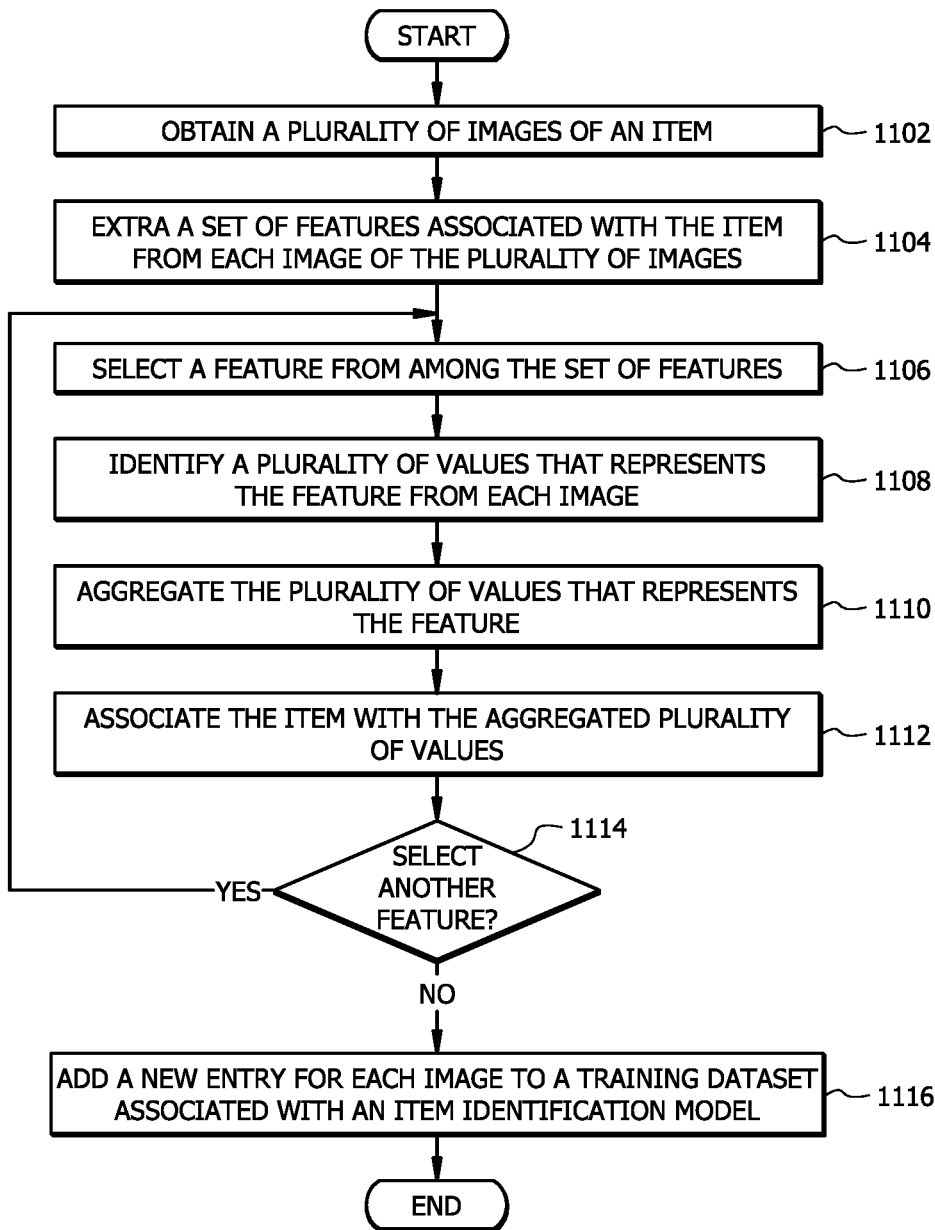 START
OBTAIN A PLURALITY OF IMAGES OF AN ITEM
1102
EXTRA A SET OF FEATURES ASSOCIATED WITH THE ITEM
FROM EACH IMAGE OF THE PLURALITY OF IMAGES
1104
SELECT A FEATURE FROM AMONG THE SET OF FEATURES
1106
IDENTIFY A PLURALITY OF VALUES THAT REPRESENTS
THE FEATURE FROM EACH IMAGE
1108
AGGREGATE THE PLURALITY OF VALUES THAT REPRESENTS
THE FEATURE
1110
ASSOCIATE THE ITEM WITH THE AGGREGATED PLURALITY
OF VALUES
1112
1114
SELECT
ANOTHER
FEATURE?
YES
NO
ADD A NEW ENTRY FOR EACH IMAGE TO A TRAINING DATASET
ASSOCIATED WITH AN ITEM IDENTIFICATION MODEL
1116
END